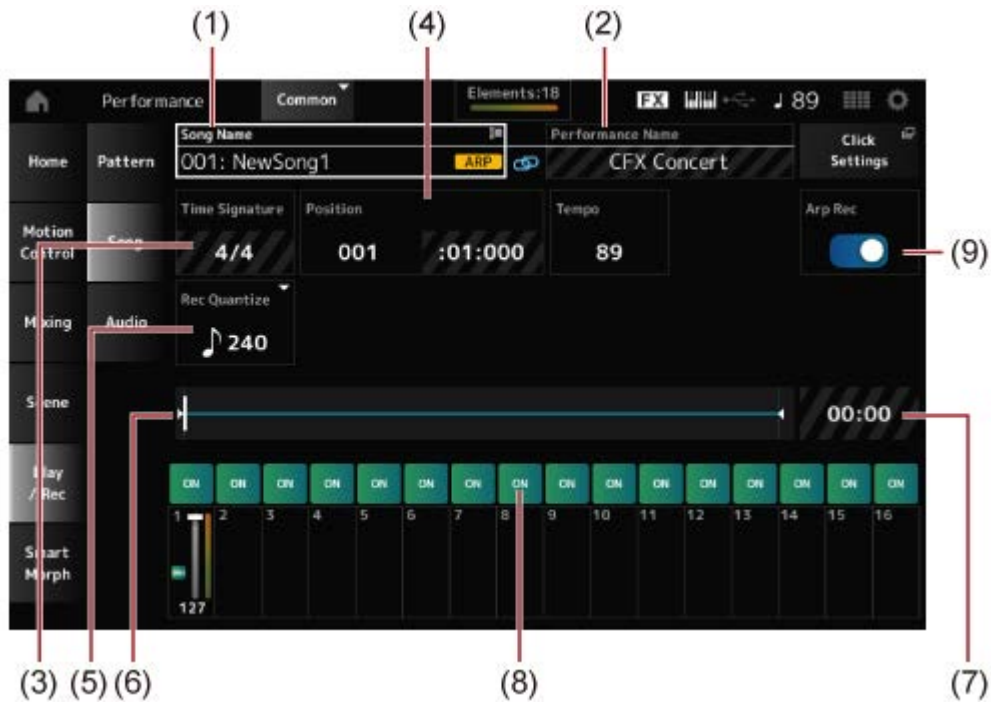 (1) (4) (2)
Performance Common Elements:18 FX ♩ 89
Song Name Performance Name Click
Settings
Home Pattern 001: NewSong1 ARP CFX Concert
Time Signature Position Tempo Arp Rec
Motion
Control Song 4/4 001 :01:000 89 (9)
Rec Quantize
Mixing Audio ♪ 240
Scene 00:00
Play
/ Rec ON ON ON ON ON ON ON ON ON ON ON ON ON ON ON ON
1 2 3 4 5 6 7 8 9 10 11 12 13 14 15 16
Smart
Morph
127
(3) (5) (6) (8) (7)